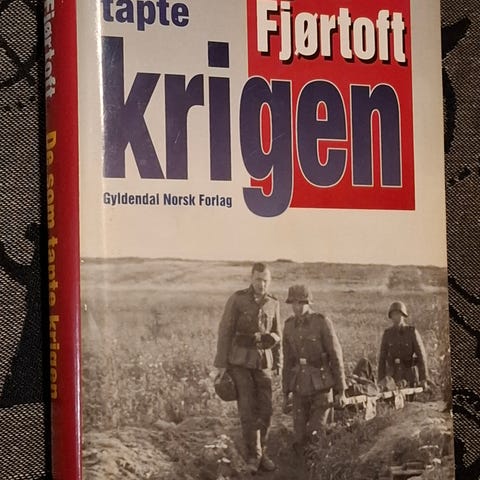 tapte
Fjørtoft
krigen
Gyldendal Norsk Forlag
Fjørtoft De som tapte krigen